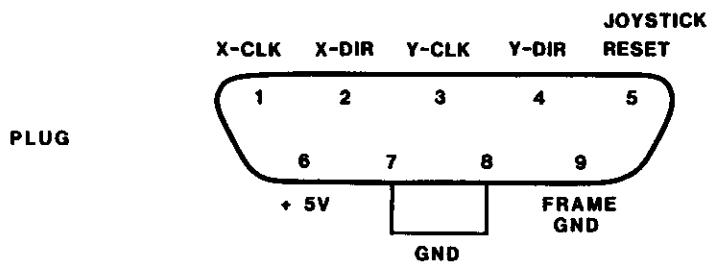 JOYSTICK
X-CLK X-DIR Y-CLK Y-DIR RESET
1 2 3 4 5
PLUG
6 7 8 9
+ 5V FRAME
GND
GND